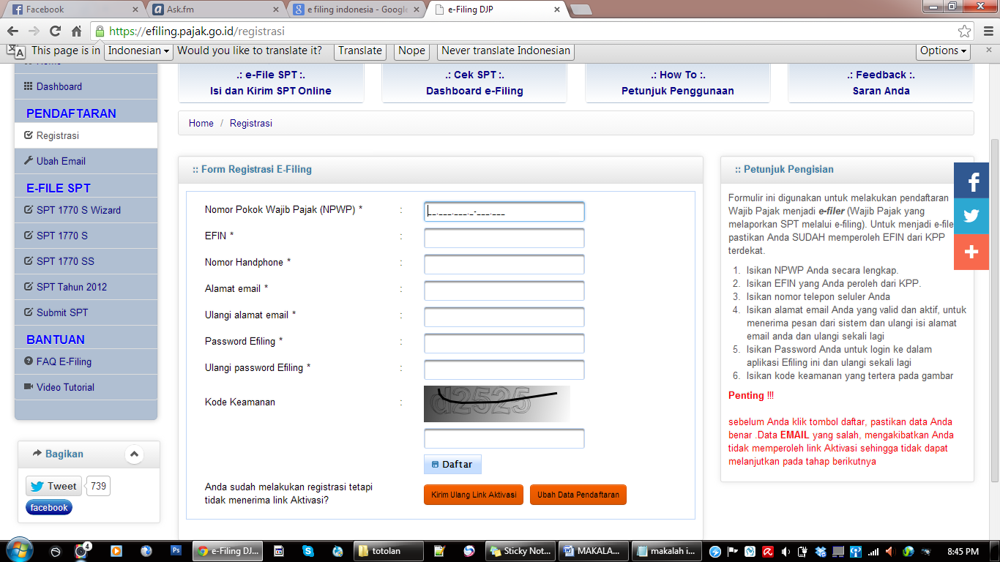 Facebook
Ask.fm
e filing indonesia - Google
e-Filing DJP
https://efiling.pajak.go.id/registrasi
This page is in Indonesian Would you like to translate it? Translate Nope Never translate Indonesian Options
Home
Dashboard
PENDAFTARAN
Registrasi
Ubah Email
E-FILE SPT
SPT 1770 S Wizard
SPT 1770 S
SPT 1770 SS
SPT Tahun 2012
Submit SPT
BANTUAN
FAQ E-Filing
Video Tutorial
Bagikan
Tweet 739
facebook
.: e-File SPT :.
Isi dan Kirim SPT Online
.: Cek SPT :.
Dashboard e-Filing
.: How To :.
Petunjuk Penggunaan
.: Feedback :.
Saran Anda
Home / Registrasi
:: Form Registrasi E-Filing
Nomor Pokok Wajib Pajak (NPWP) * : __.___.___._-___.___
EFIN * :
Nomor Handphone * :
Alamat email * :
Ulangi alamat email * :
Password Efiling * :
Ulangi password Efiling * :
Kode Keamanan : d2525
Daftar
Anda sudah melakukan registrasi tetapi
tidak menerima link Aktivasi?
Kirim Ulang Link Aktivasi
Ubah Data Pendaftaran
:: Petunjuk Pengisian
Formulir ini digunakan untuk melakukan pendaftaran
Wajib Pajak menjadi e-filer (Wajib Pajak yang
melaporkan SPT melalui e-filing). Untuk menjadi e-file
pastikan Anda SUDAH memperoleh EFIN dari KPP
terdekat.
1. Isikan NPWP Anda secara lengkap.
2. Isikan EFIN yang Anda peroleh dari KPP.
3. Isikan nomor telepon seluler Anda
4. Isikan alamat email Anda yang valid dan aktif, untuk
menerima pesan dari sistem dan ulangi isi alamat
email anda dan ulangi sekali lagi
5. Isikan Password Anda untuk login ke dalam
aplikasi Efiling ini dan ulangi sekali lagi
6. Isikan kode keamanan yang tertera pada gambar
Penting !!!
sebelum Anda klik tombol daftar, pastikan data Anda
benar .Data EMAIL yang salah, mengakibatkan Anda
tidak memperoleh link Aktivasi sehingga tidak dapat
melanjutkan pada tahap berikutnya
4
Ps
e-Filing DJ...
totolan
Sticky Not...
MAKALA...
makalah i...
8:45 PM